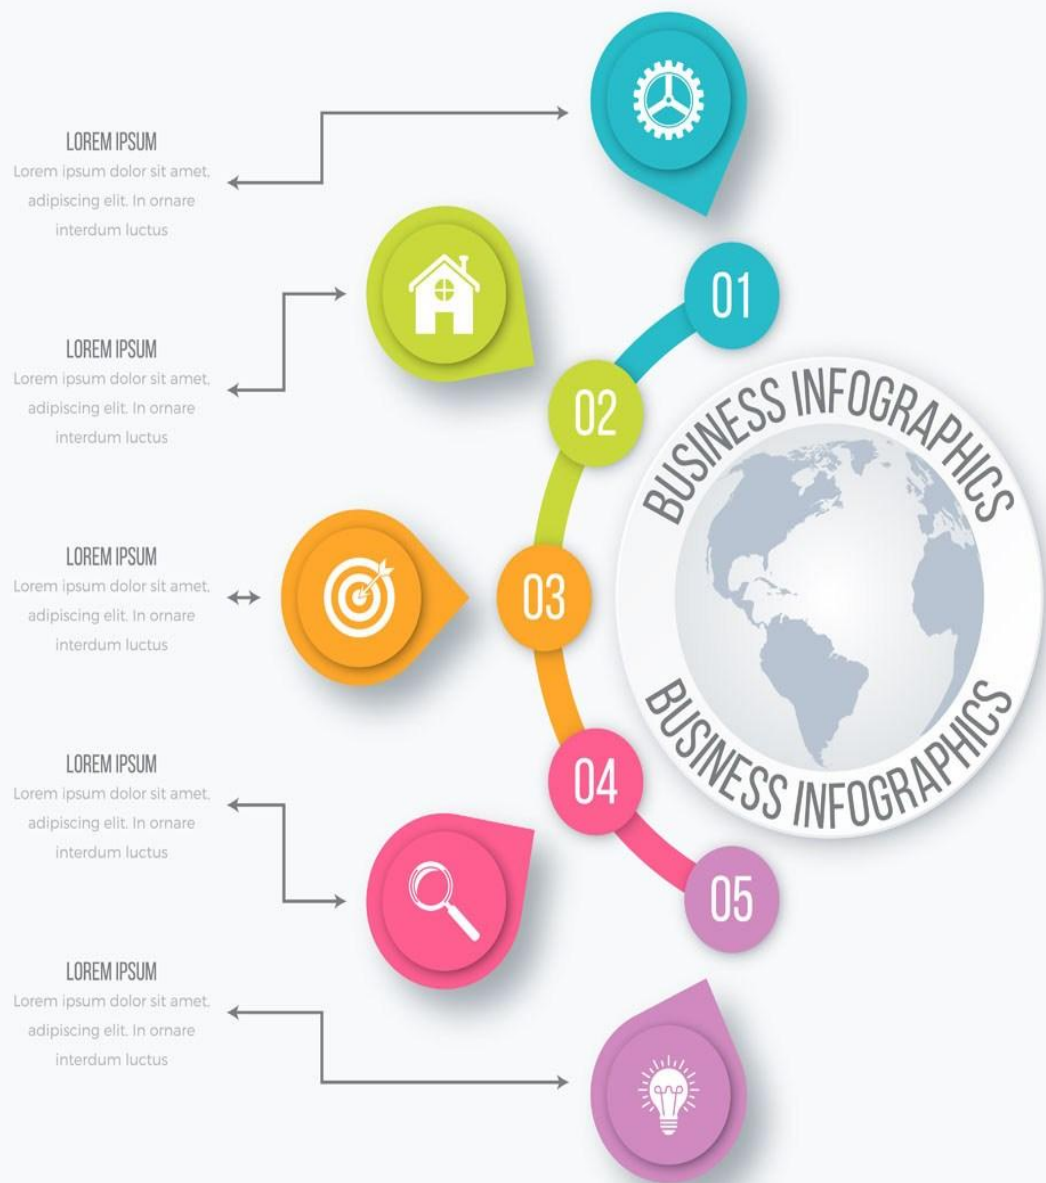 LOREM IPSUM
Lorem ipsum dolor sit amet,
adipiscing elit. In ornare
interdum luctus
01
LOREM IPSUM
Lorem ipsum dolor sit amet,
adipiscing elit. In ornare
interdum luctus
02
BUSINESS INFOGRAPHICS
LOREM IPSUM
Lorem ipsum dolor sit amet,
adipiscing elit. In ornare
interdum luctus
03
BUSINESS INFOGRAPHICS
LOREM IPSUM
Lorem ipsum dolor sit amet,
adipiscing elit. In ornare
interdum luctus
04
05
LOREM IPSUM
Lorem ipsum dolor sit amet,
adipiscing elit. In ornare
interdum luctus